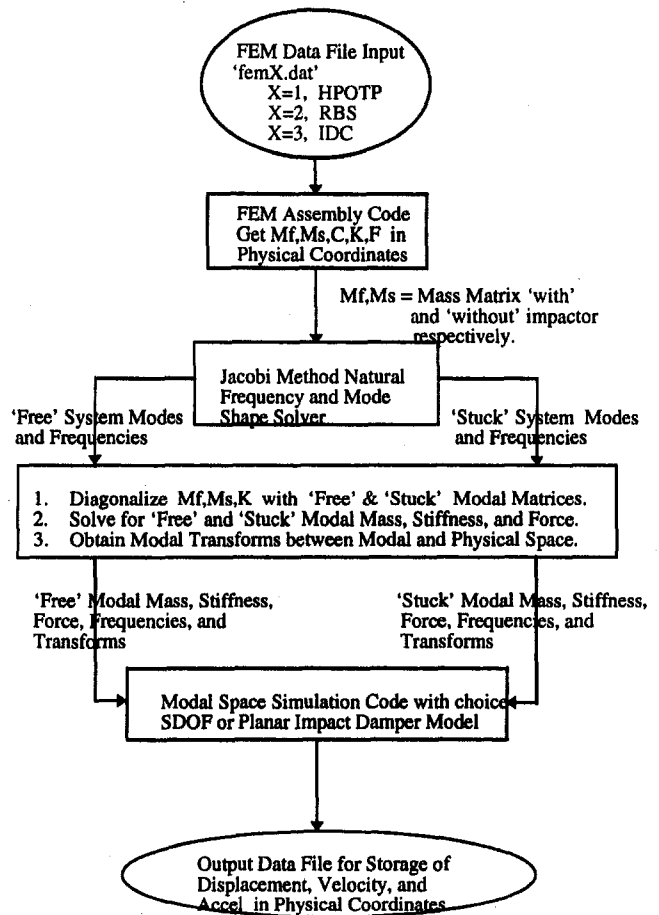 FEM Data File Input
'femX.dat'
X=1, HPOTP
X=2, RBS
X=3, IDC
FEM Assembly Code
Get Mf,Ms,C,K,F in
Physical Coordinates
Mf,Ms = Mass Matrix 'with'
and 'without' impactor
respectively.
Jacobi Method Natural
Frequency and Mode
Shape Solver
'Free' System Modes
and Frequencies
'Stuck' System Modes
and Frequencies
1. Diagonalize Mf,Ms,K with 'Free' & 'Stuck' Modal Matrices.
2. Solve for 'Free' and 'Stuck' Modal Mass, Stiffness, and Force.
3. Obtain Modal Transforms between Modal and Physical Space.
'Free' Modal Mass, Stiffness,
Force, Frequencies, and
Transforms
'Stuck' Modal Mass, Stiffness,
Force, Frequencies, and
Transforms
Modal Space Simulation Code with choice
SDOF or Planar Impact Damper Model
Output Data File for Storage of
Displacement, Velocity, and
Accel in Physical Coordinates